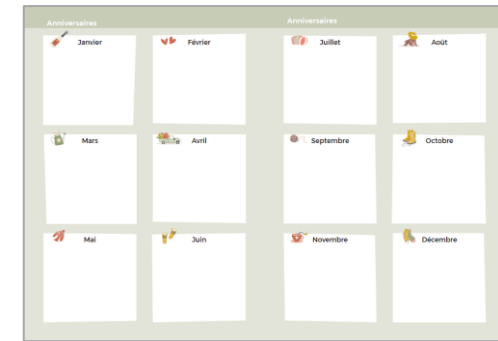 Anniversaires
Janvier
Février
Mars
Avril
Mai
Juin
Anniversaires
Juillet
Août
Septembre
Octobre
Novembre
Décembre